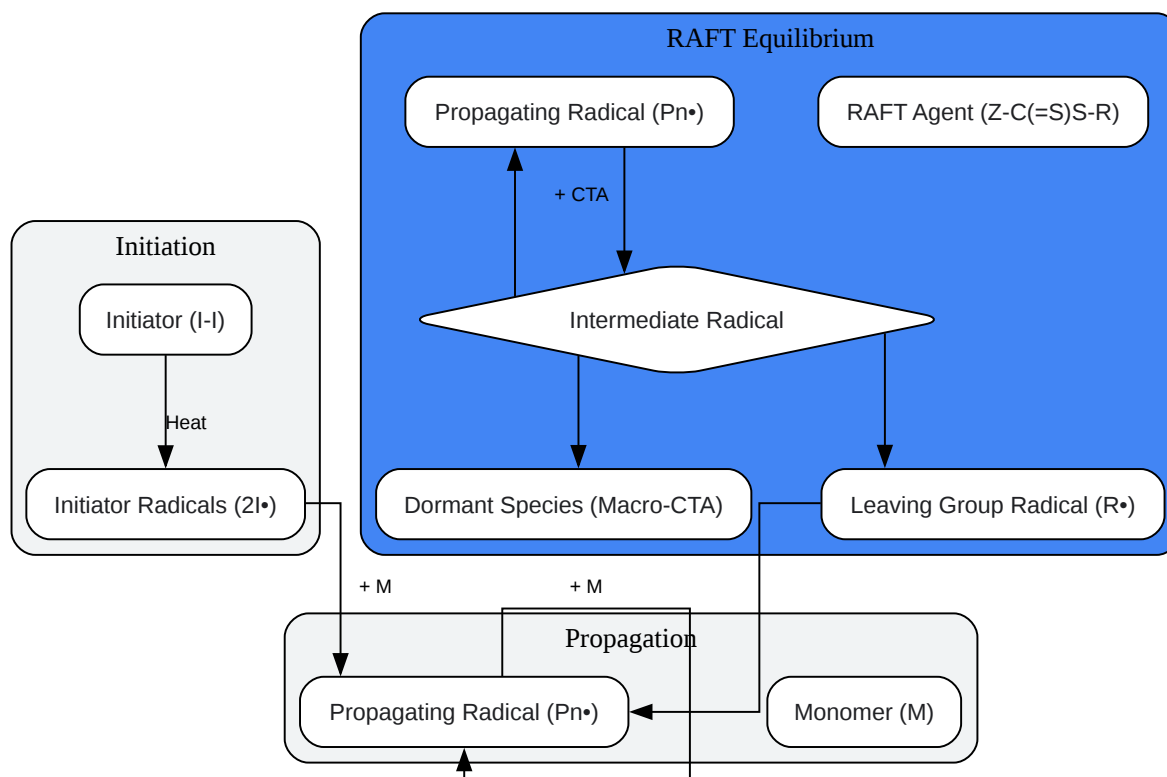 RAFT Equilibrium
Propagating Radical (Pn•)
RAFT Agent (Z-C(=S)S-R)
+ CTA
Initiation
Initiator (I-I)
Intermediate Radical
Heat
Initiator Radicals (2I•)
Dormant Species (Macro-CTA)
Leaving Group Radical (R•)
+ M
+ M
Propagation
Propagating Radical (Pn•)
Monomer (M)